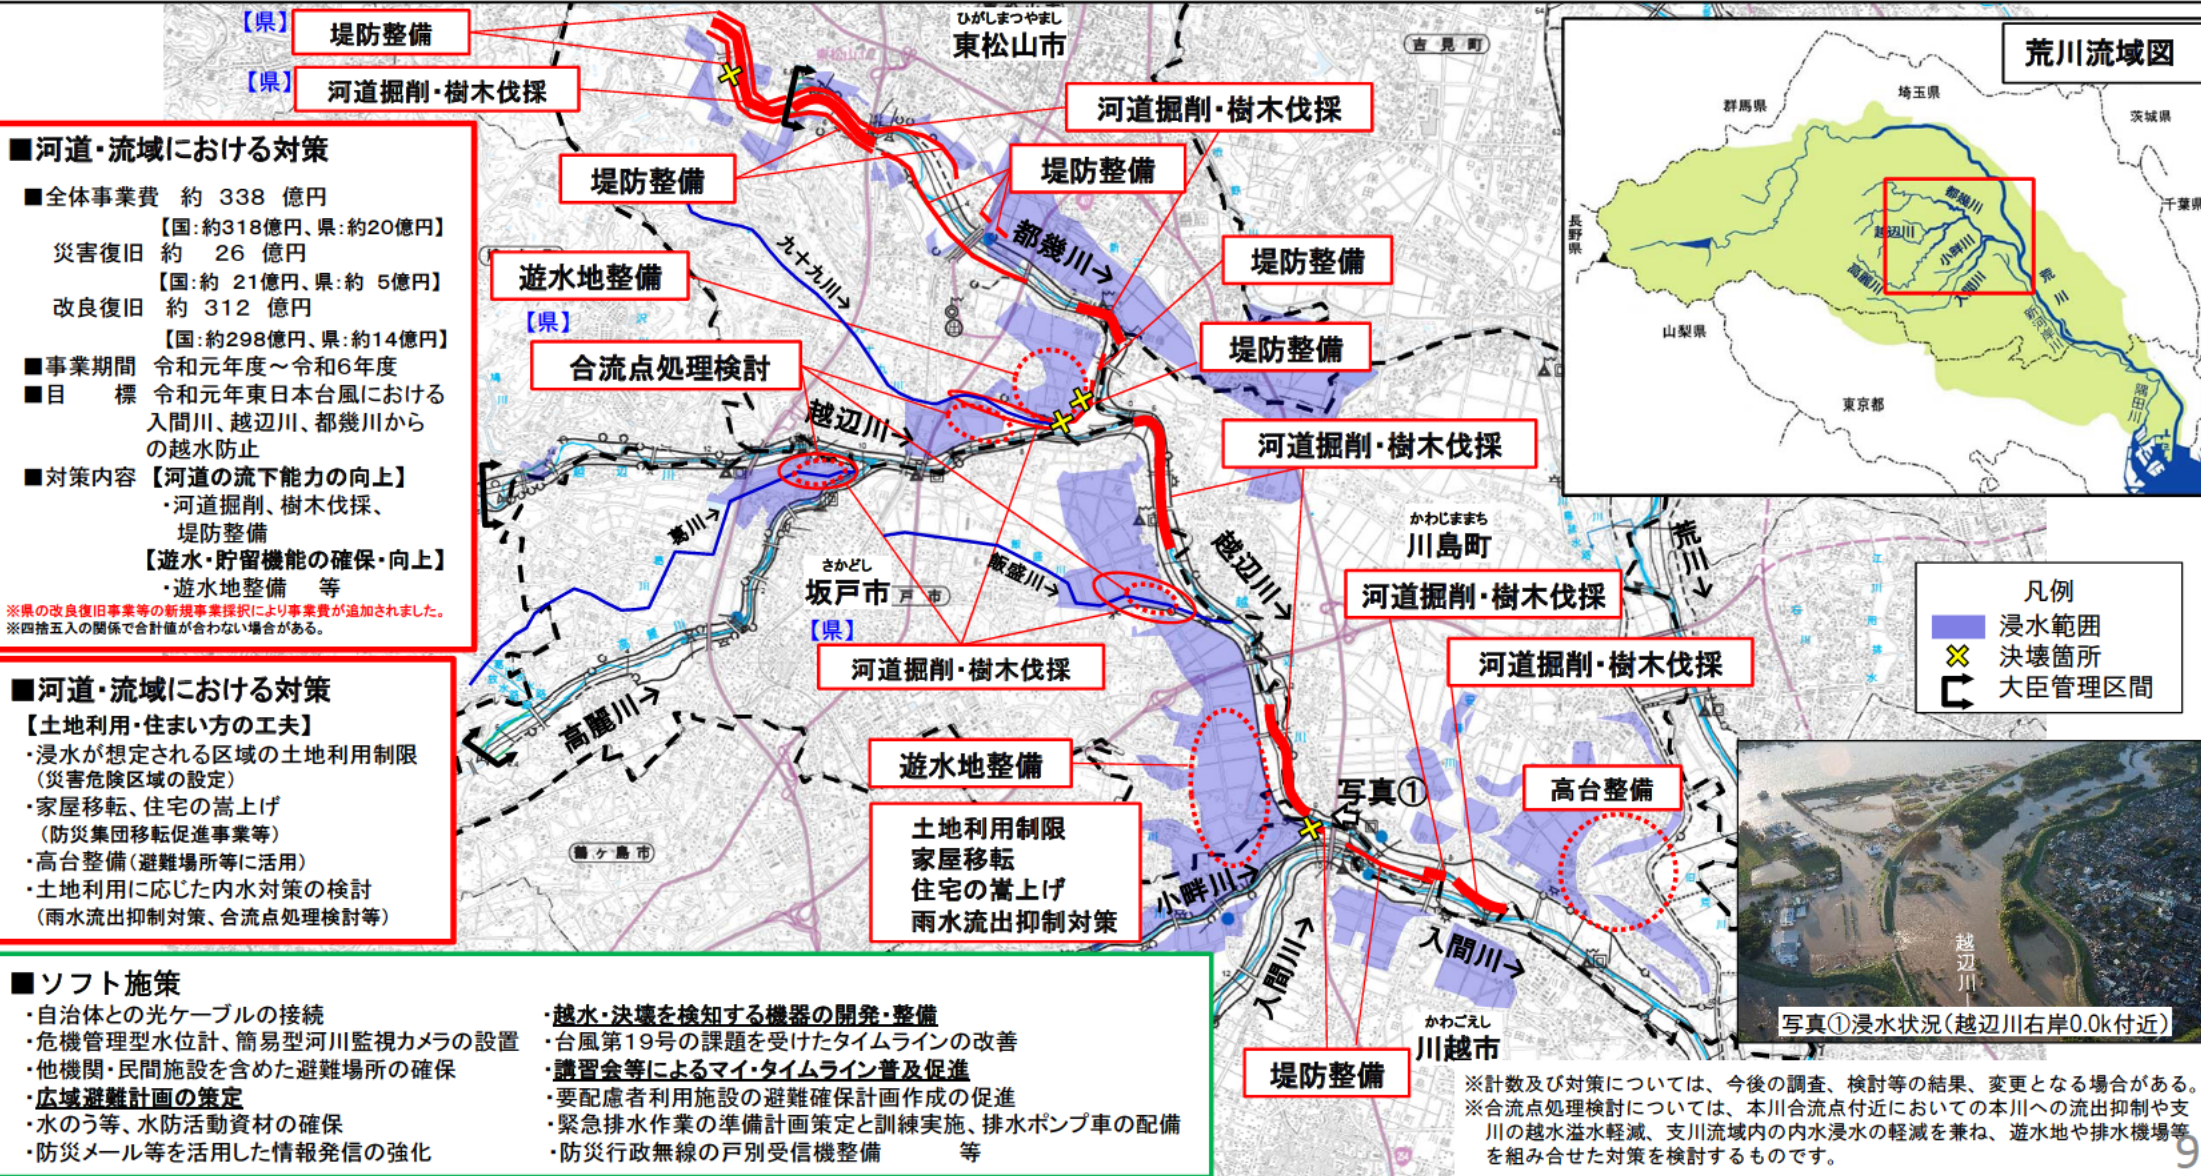 【県】
堤防整備
【県】
河道掘削・樹木伐採
ひがしまつやまし
東松山市
吉見町
河道掘削・樹木伐採
堤防整備
堤防整備
都幾川→
九十九川→
遊水地整備
【県】
合流点処理検討
堤防整備
堤防整備
越辺川→
河道掘削・樹木伐採
葛川→
さかどし
坂戸市
戸市
【県】
飯盛川→
越辺川→
かわじままち
川島町
荒川→
河道掘削・樹木伐採
河道掘削・樹木伐採
河道掘削・樹木伐採
高麗川→
遊水地整備
写真①
高台整備
鶴ヶ島市
土地利用制限
家屋移転
住宅の嵩上げ
雨水流出抑制対策
小畔川→
入間川→
入間川→
かわごえし
川越市
堤防整備
■河道・流域における対策
■全体事業費 約 338 億円
【国:約318億円、県:約20億円】
災害復旧 約 26 億円
【国:約 21億円、県:約 5億円】
改良復旧 約 312 億円
【国:約298億円、県:約14億円】
■事業期間 令和元年度～令和6年度
■目 標 令和元年東日本台風における
入間川、越辺川、都幾川から
の越水防止
■対策内容 【河道の流下能力の向上】
・河道掘削、樹木伐採、
堤防整備
【遊水・貯留機能の確保・向上】
・遊水地整備 等
※県の改良復旧事業等の新規事業採択により事業費が追加されました。
※四捨五入の関係で合計値が合わない場合がある。
■河道・流域における対策
【土地利用・住まい方の工夫】
・浸水が想定される区域の土地利用制限
(災害危険区域の設定)
・家屋移転、住宅の嵩上げ
(防災集団移転促進事業等)
・高台整備(避難場所等に活用)
・土地利用に応じた内水対策の検討
(雨水流出抑制対策、合流点処理検討等)
■ソフト施策
・自治体との光ケーブルの接続
・危機管理型水位計、簡易型河川監視カメラの設置
・他機関・民間施設を含めた避難場所の確保
・広域避難計画の策定
・水のう等、水防活動資材の確保
・防災メール等を活用した情報発信の強化
・越水・決壊を検知する機器の開発・整備
・台風第19号の課題を受けたタイムラインの改善
・講習会等によるマイ・タイムライン普及促進
・要配慮者利用施設の避難確保計画作成の促進
・緊急排水作業の準備計画策定と訓練実施、排水ポンプ車の配備
・防災行政無線の戸別受信機整備 等
荒川流域図
群馬県
埼玉県
茨城県
千葉県
長野県
山梨県
東京都
都幾川
越辺川
小畔川
高麗川
入間川
荒川
新河岸川
隅田川
凡例
浸水範囲
決壊箇所
大臣管理区間
越辺川
写真①浸水状況(越辺川右岸0.0k付近)
※計数及び対策については、今後の調査、検討等の結果、変更となる場合がある。
※合流点処理検討については、本川合流点付近においての本川への流出抑制や支
川の越水溢水軽減、支川流域内の内水浸水の軽減を兼ね、遊水地や排水機場等
を組み合せた対策を検討するものです。
9